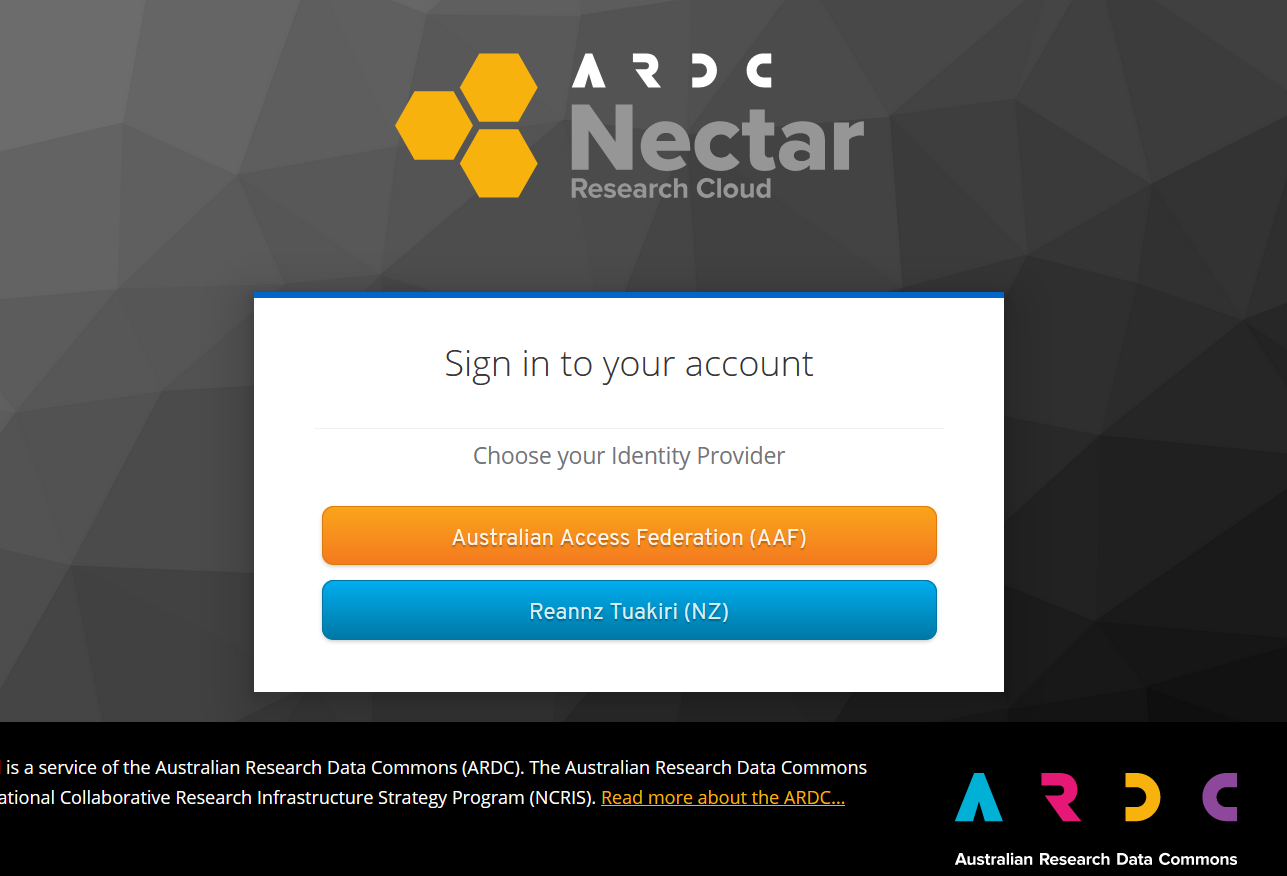 ARDC
Nectar
Research Cloud
Sign in to your account
Choose your Identity Provider
Australian Access Federation (AAF)
Reannz Tuakiri (NZ)
is a service of the Australian Research Data Commons (ARDC). The Australian Research Data Commons
ational Collaborative Research Infrastructure Strategy Program (NCRIS). Read more about the ARDC...
ARDC
Australian Research Data Commons